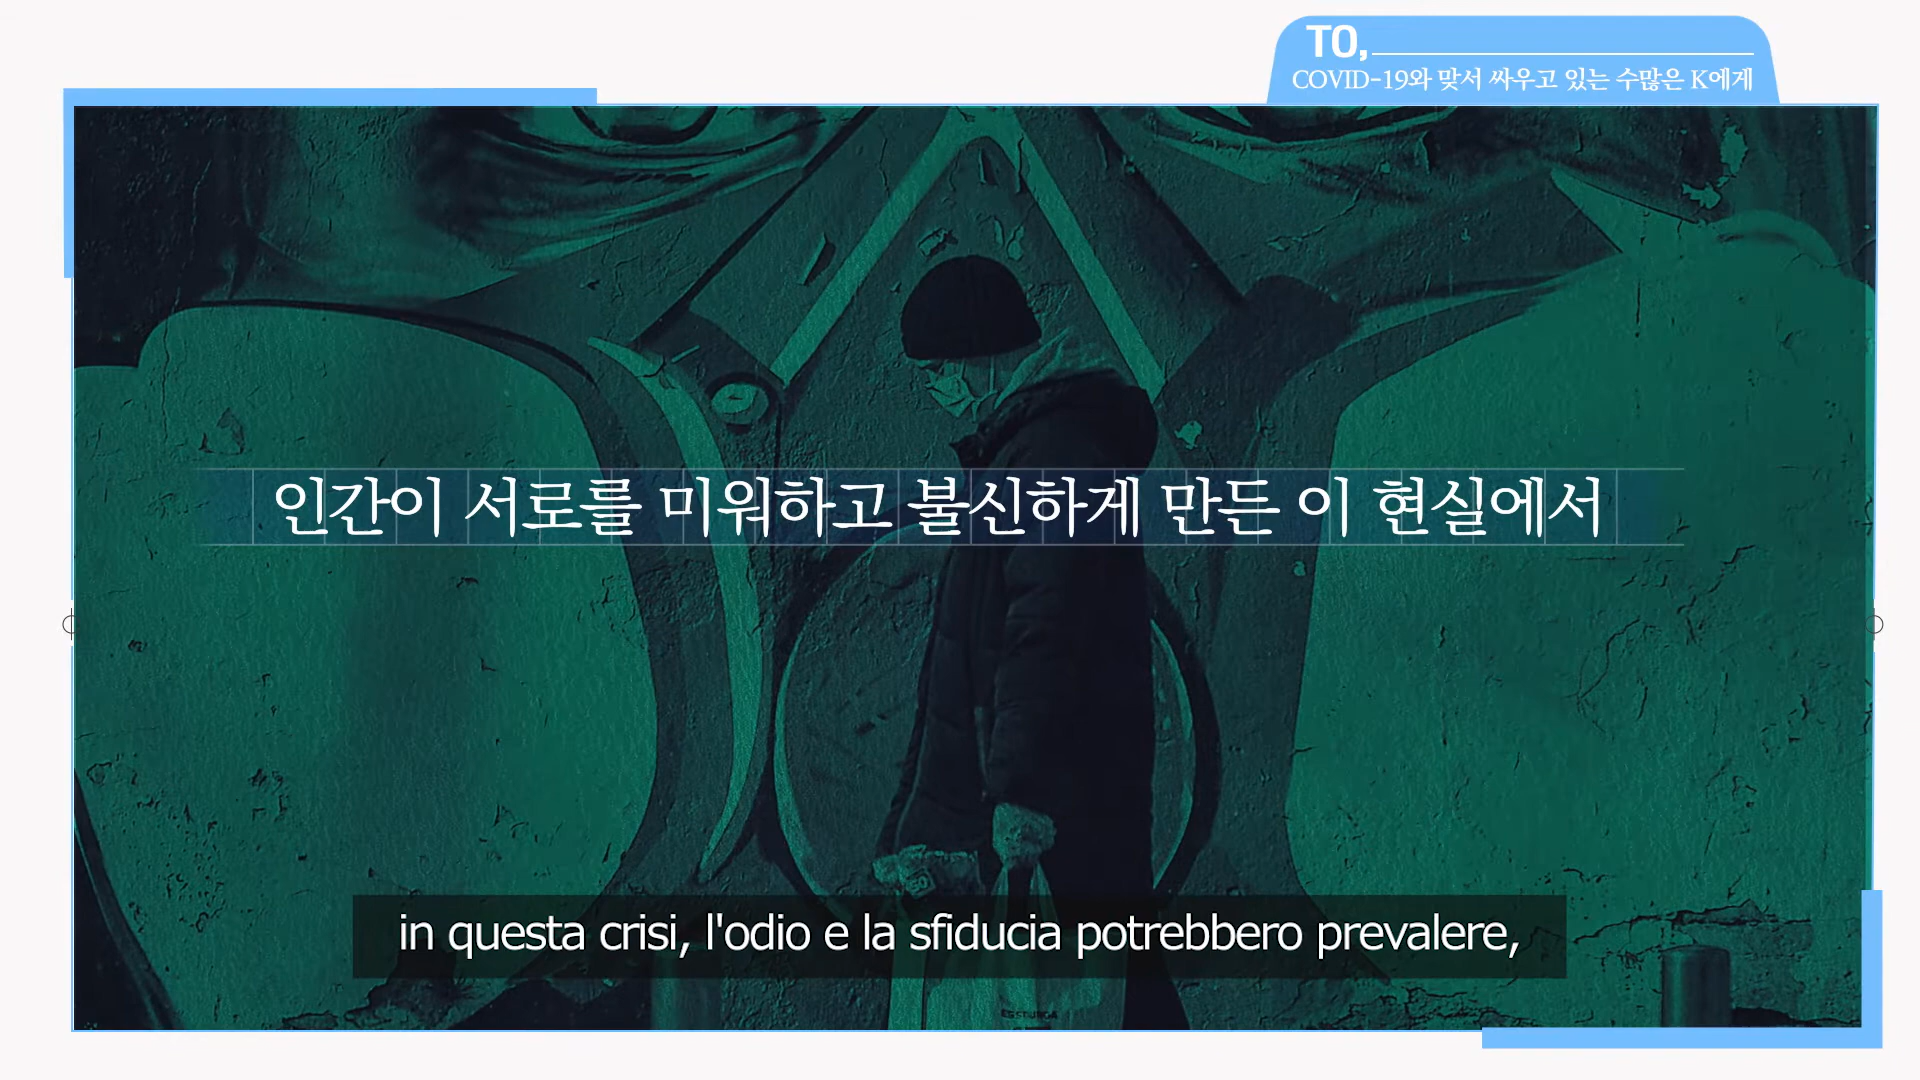 TO,
COVID-19와 맞서 싸우고 있는 수많은 K에게
인간이 서로를 미워하고 불신하게 만든 이 현실에서
in questa crisi, l'odio e la sfiducia potrebbero prevalere,